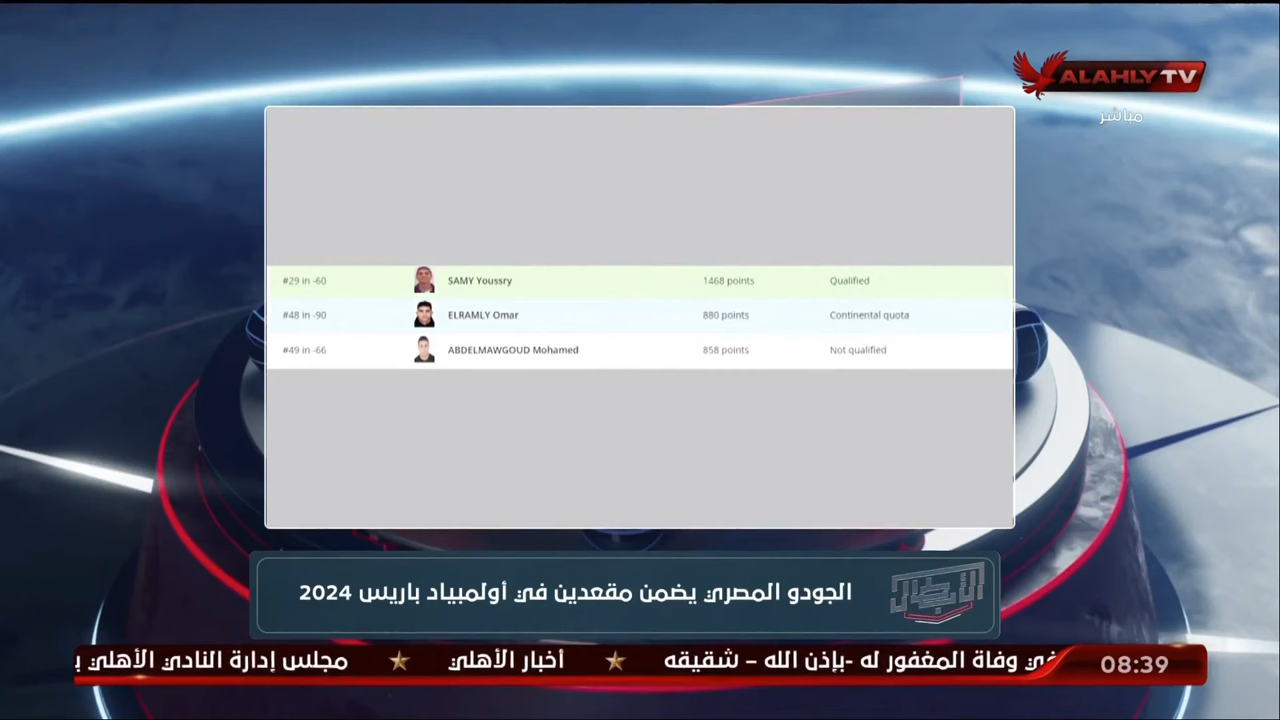 ALAHLY TV
مباشر
#29 in -60 SAMY Youssry 1468 points Qualified
#48 in -90 ELRAMLY Omar 880 points Continental quota
#49 in -66 ABDELMAWGOUD Mohamed 858 points Not qualified
الأبطال
الجودو المصري يضمن مقعدين في أولمبياد باريس 2024
08:39
في وفاة المغفور له -بإذن الله – شقيقه ★ أخبار الأهلي ★ مجلس إدارة النادي الأهلي